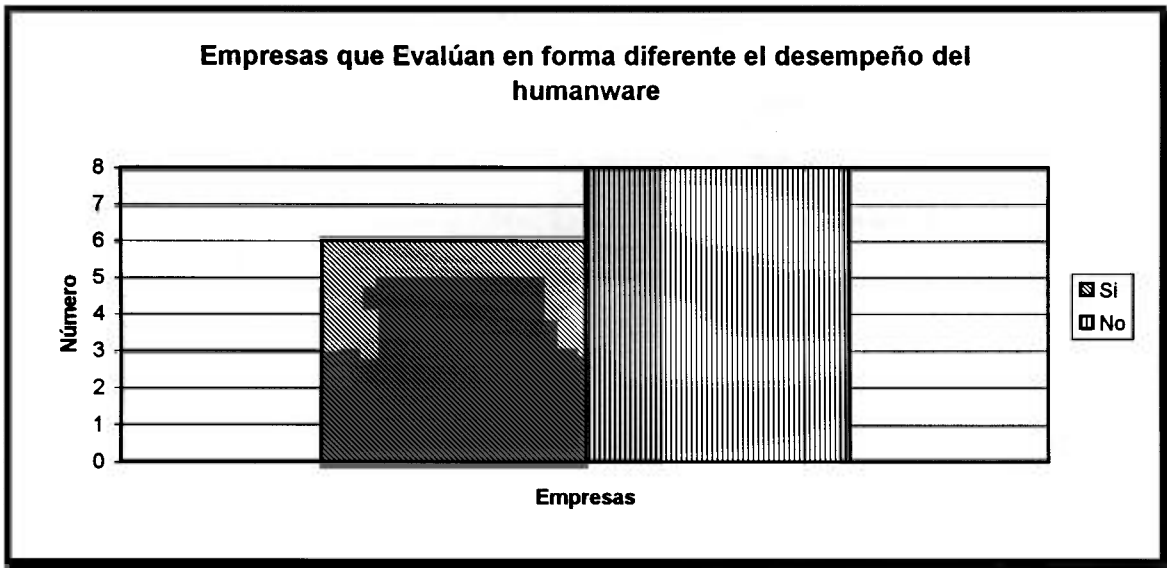 Empresas que Evalúan en forma diferente el desempeño del
humanware
8
7
6
5
4
3
2
1
0
Número
Empresas
Si
No